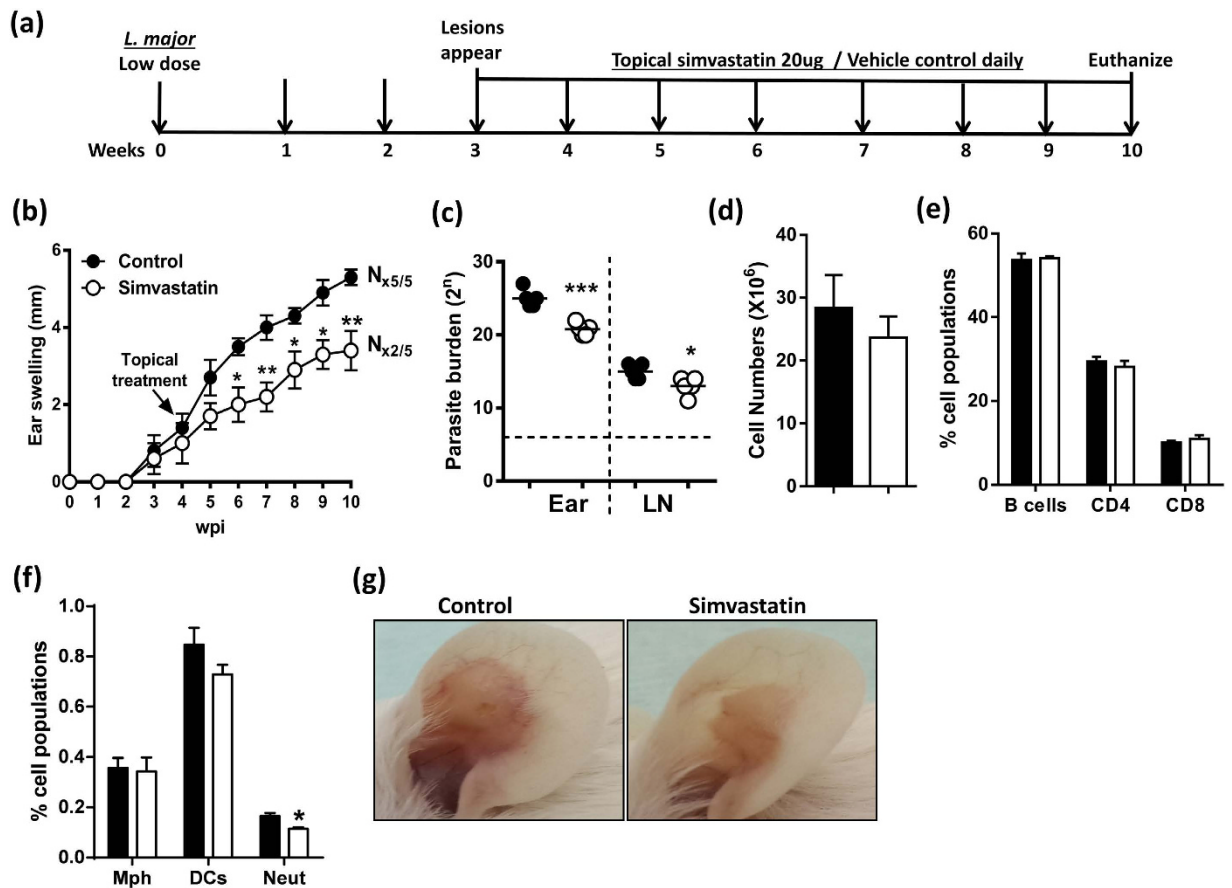 (a)
L. major
Low dose
Lesions
appear
Topical simvastatin 20ug / Vehicle control daily
Euthanize
Weeks 0 1 2 3 4 5 6 7 8 9 10
(b)
Control
Simvastatin
Topical
treatment
Nx5/5
Nx2/5
* ** * * **
Ear swelling (mm)
6
4
2
0
0 1 2 3 4 5 6 7 8 9 10
wpi
(c)
Parasite burden (2n)
30
20
10
0
***
*
Ear LN
(d)
Cell Numbers (X106)
40
30
20
10
0
(e)
% cell populations
60
40
20
0
B cells CD4 CD8
(f)
% cell populations
1.0
0.8
0.6
0.4
0.2
0.0
*
Mph DCs Neut
(g)
Control Simvastatin